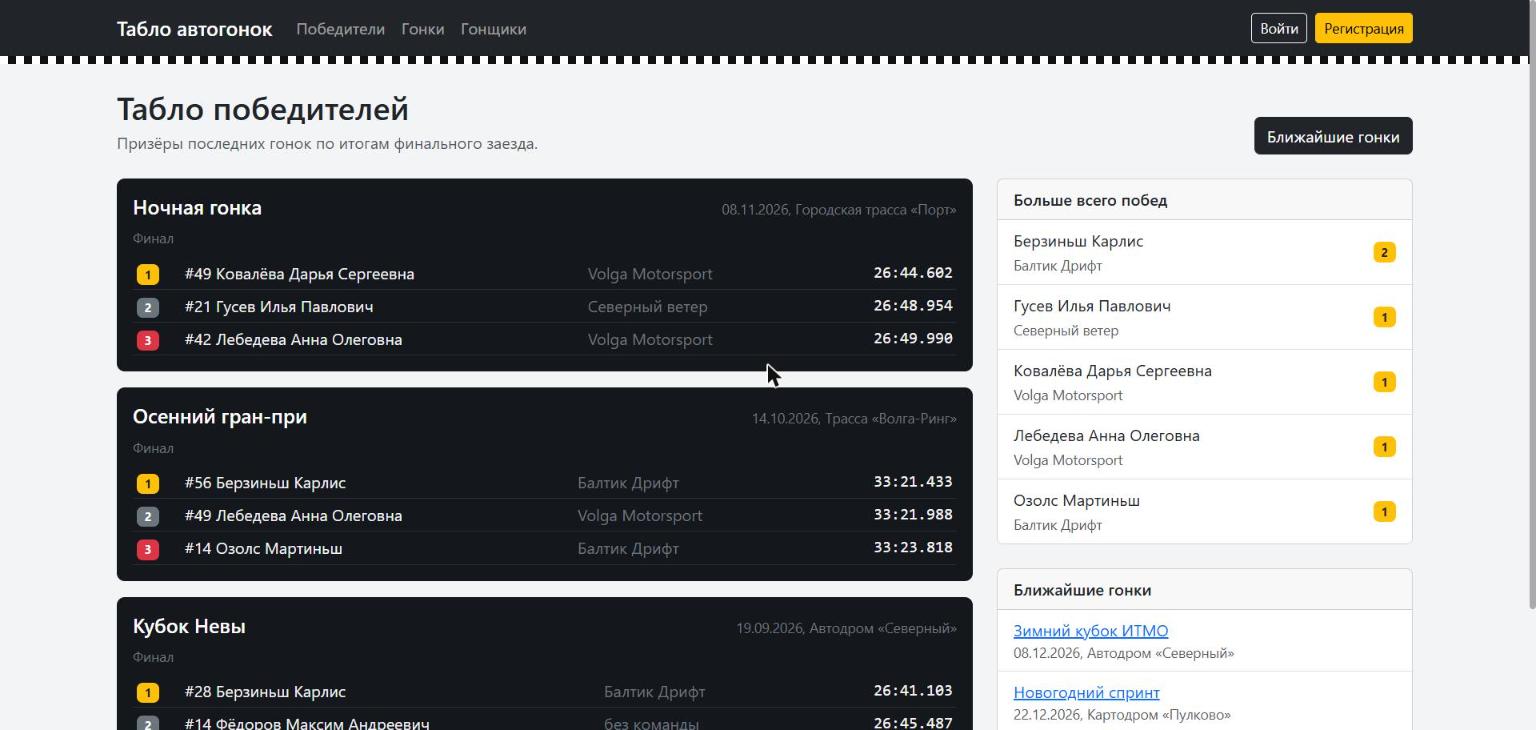 Табло автогонок Победители Гонки Гонщики Войти Регистрация
Табло победителей
Призёры последних гонок по итогам финального заезда.
Ближайшие гонки
Ночная гонка 08.11.2026, Городская трасса «Порт»
Финал
1 #49 Ковалёва Дарья Сергеевна Volga Motorsport 26:44.602
2 #21 Гусев Илья Павлович Северный ветер 26:48.954
3 #42 Лебедева Анна Олеговна Volga Motorsport 26:49.990
Осенний гран-при 14.10.2026, Трасса «Волга-Ринг»
Финал
1 #56 Берзиньш Карлис Балтик Дрифт 33:21.433
2 #49 Лебедева Анна Олеговна Volga Motorsport 33:21.988
3 #14 Озолс Мартиньш Балтик Дрифт 33:23.818
Кубок Невы 19.09.2026, Автодром «Северный»
Финал
1 #28 Берзиньш Карлис Балтик Дрифт 26:41.103
2 #14 Фёдоров Максим Андреевич без команды 26:45.487
Больше всего побед
Берзиньш Карлис 2
Балтик Дрифт
Гусев Илья Павлович 1
Северный ветер
Ковалёва Дарья Сергеевна 1
Volga Motorsport
Лебедева Анна Олеговна 1
Volga Motorsport
Озолс Мартиньш 1
Балтик Дрифт
Ближайшие гонки
Зимний кубок ИТМО
08.12.2026, Автодром «Северный»
Новогодний спринт
22.12.2026, Картодром «Пулково»